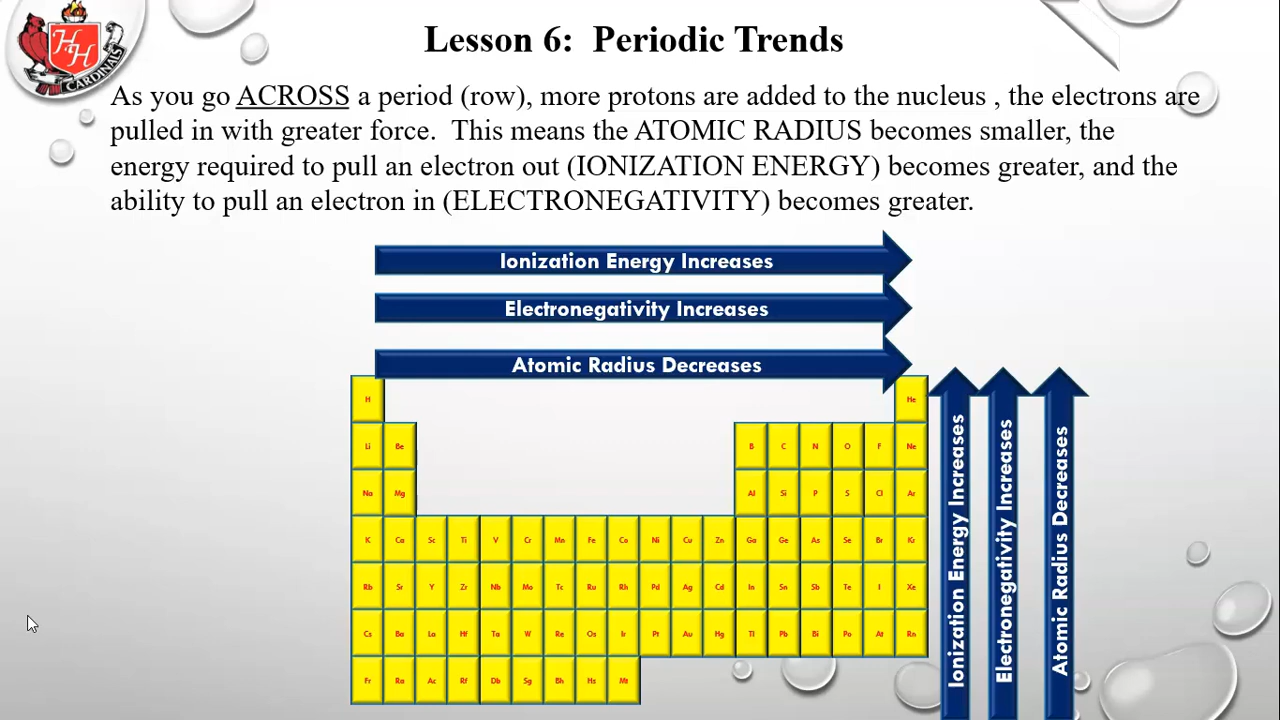 H
H
CARDINALS
Lesson 6: Periodic Trends
As you go ACROSS a period (row), more protons are added to the nucleus , the electrons are
pulled in with greater force. This means the ATOMIC RADIUS becomes smaller, the
energy required to pull an electron out (IONIZATION ENERGY) becomes greater, and the
ability to pull an electron in (ELECTRONEGATIVITY) becomes greater.
Ionization Energy Increases
Electronegativity Increases
Atomic Radius Decreases
H He
Li Be B C N O F Ne
Na Mg Al Si P S Cl Ar
K Ca Sc Ti V Cr Mn Fe Co Ni Cu Zn Ga Ge As Se Br Kr
Rb Sr Y Zr Nb Mo Tc Ru Rh Pd Ag Cd In Sn Sb Te I Xe
Cs Ba La Hf Ta W Re Os Ir Pt Au Hg Tl Pb Bi Po At Rn
Fr Ra Ac Rf Db Sg Bh Hs Mt
Ionization Energy Increases
Electronegativity Increases
Atomic Radius Decreases